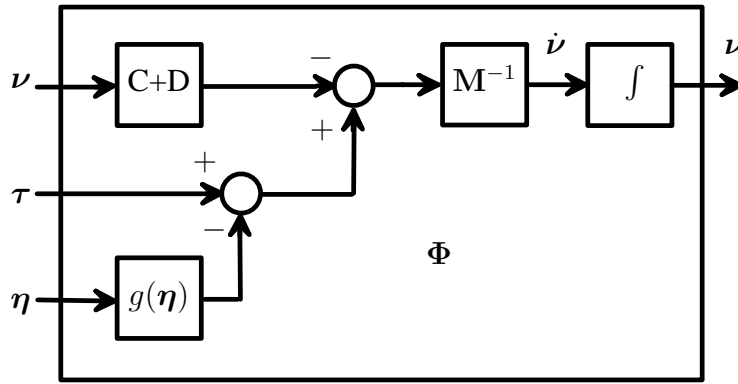 ν C+D − M⁻¹ ν̇ ∫ ν
+
τ +
−
Φ
η g(η)